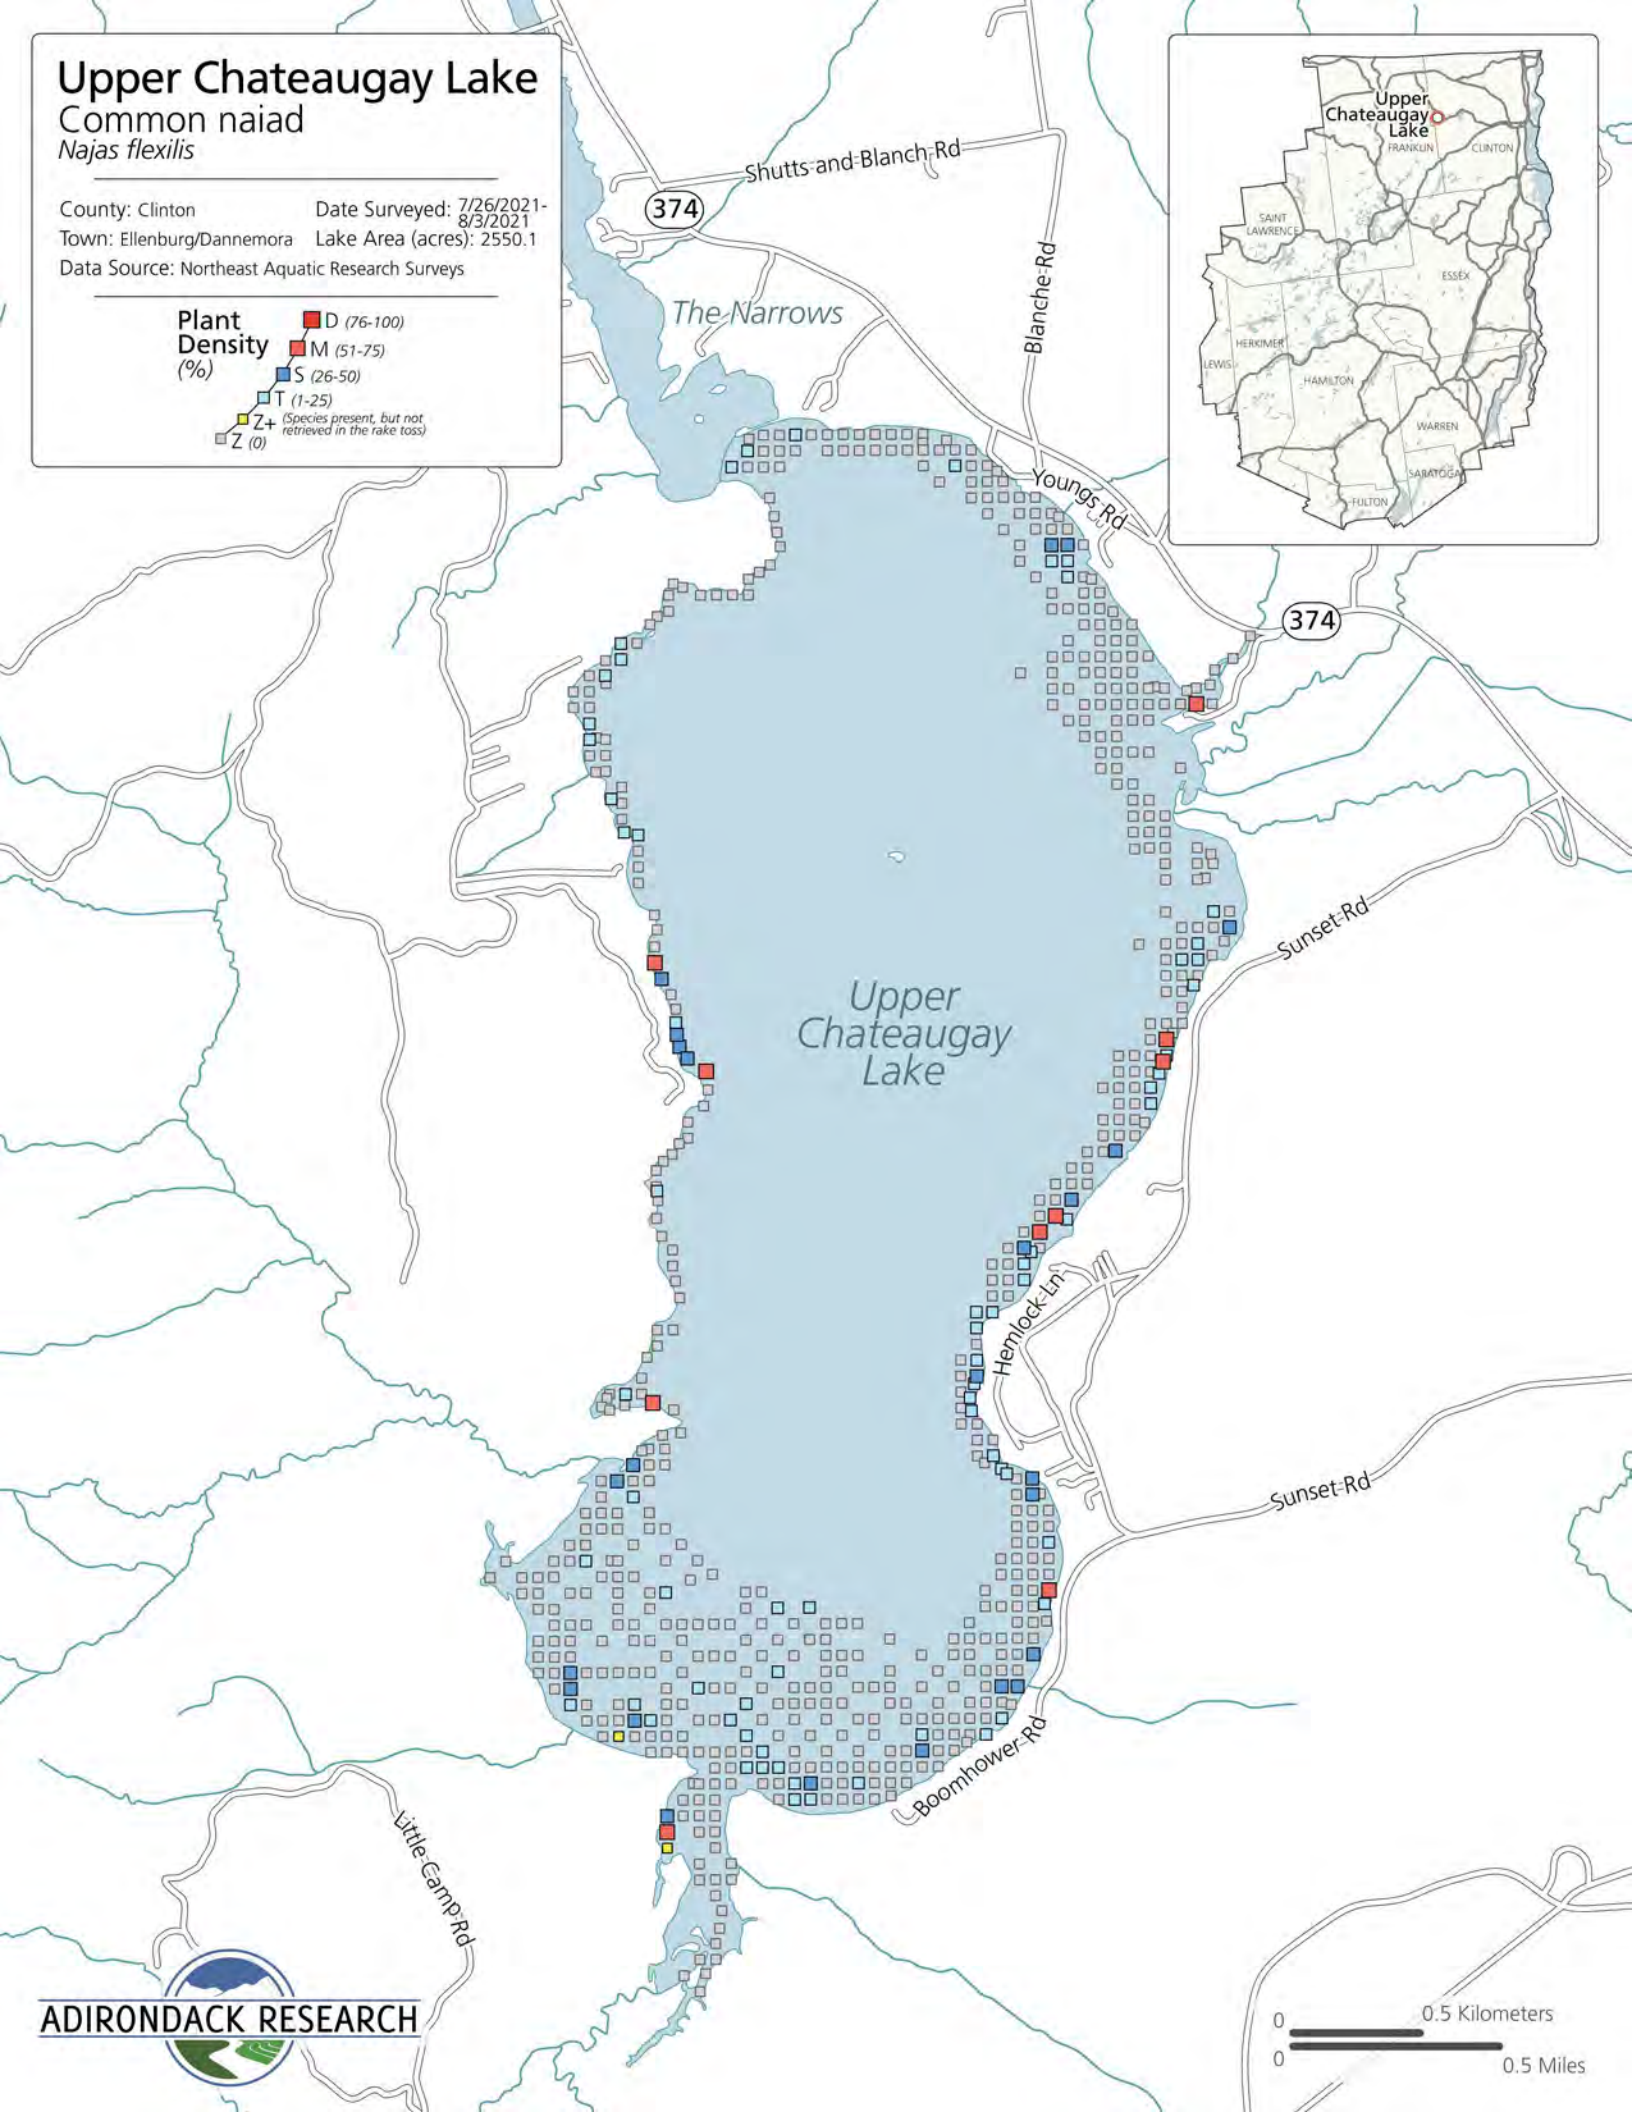 Upper Chateaugay Lake
Common naiad
Najas flexilis
County: Clinton
Date Surveyed: 7/26/2021-
8/3/2021
Town: Ellenburg/Dannemora
Lake Area (acres): 2550.1
Data Source: Northeast Aquatic Research Surveys
Plant
Density
(%)
D (76-100)
M (51-75)
S (26-50)
T (1-25)
Z+ (Species present, but not
retrieved in the rake toss)
Z (0)
Upper
Chateaugay
Lake
FRANKLIN
CLINTON
SAINT
LAWRENCE
ESSEX
HERKIMER
LEWIS
HAMILTON
WARREN
SARATOGA
FULTON
Shutts-and-Blanch-Rd
374
The Narrows
Blanche-Rd
Youngs Rd
374
Sunset-Rd
Upper
Chateaugay
Lake
Hemlock-Ln
Sunset-Rd
Boomhower-Rd
Little-Camp-Rd
ADIRONDACK RESEARCH
0 0.5 Kilometers
0 0.5 Miles